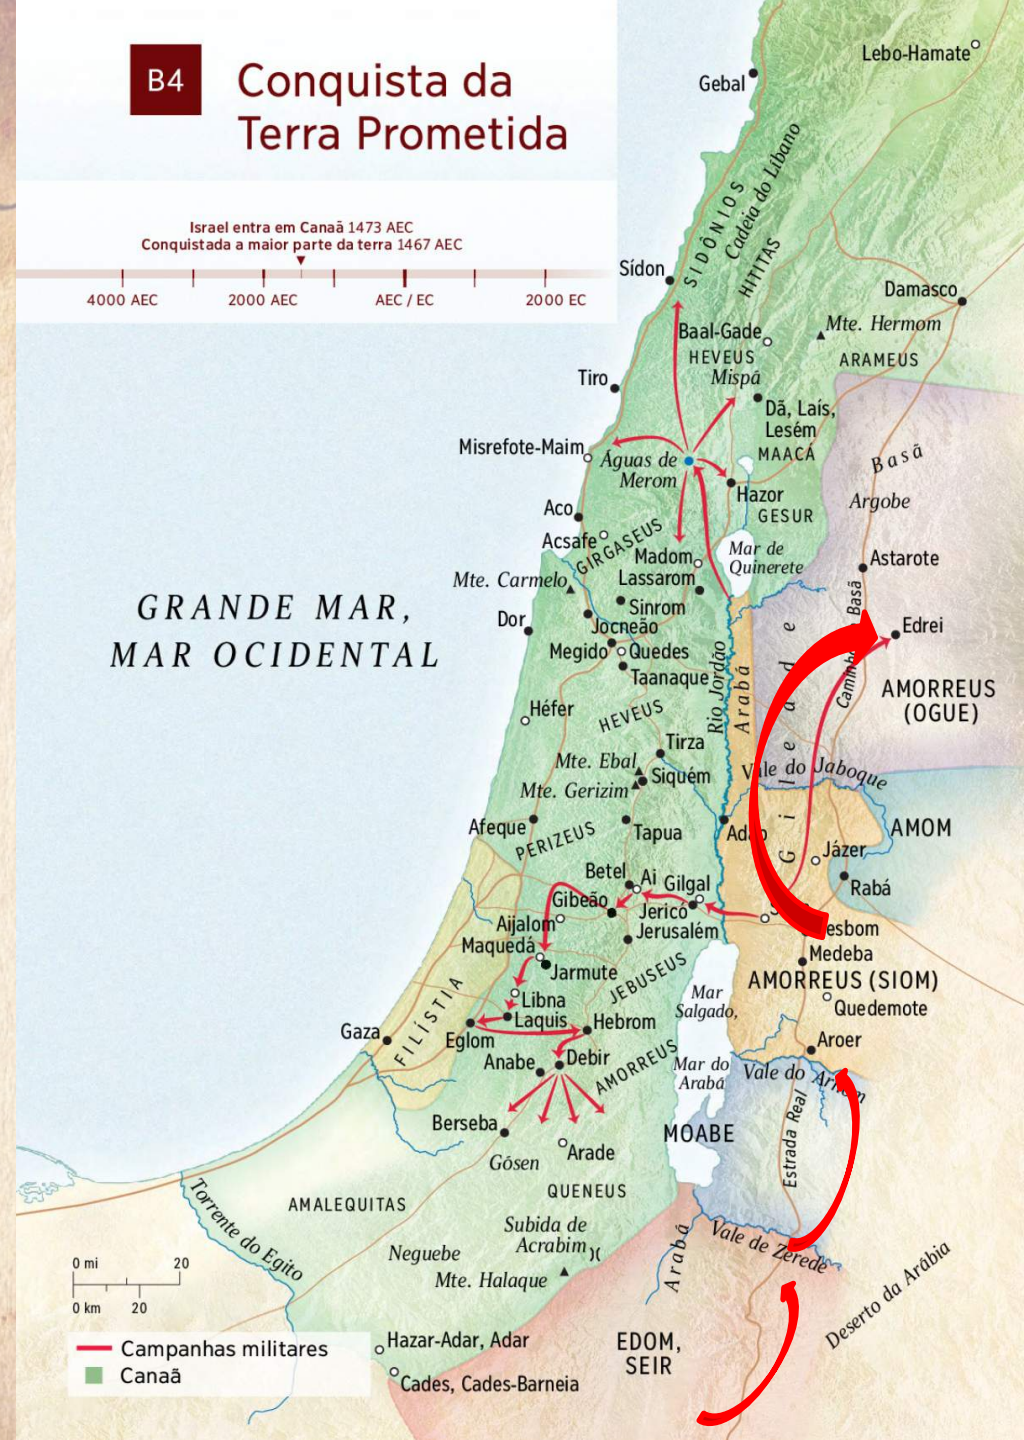 B4
Conquista da
Terra Prometida
Israel entra em Canaã 1473 AEC
Conquistada a maior parte da terra 1467 AEC
4000 AEC
2000 AEC
AEC / EC
2000 EC
Lebo-Hamate
Gebal
Cadeia do Líbano
SIDÔNIOS
HITITAS
Sídon
Damasco
Baal-Gade
Mte. Hermom
HEVEUS
ARAMEUS
Mispá
Tiro
Dã, Laís,
Lesém
Misrefote-Maim
MAACÁ
Águas de
Merom
Basã
Hazor
Argobe
Aco
GESUR
Acsafe
GIRGASEUS
Madom
Mar de
Quinerete
Astarote
Mte. Carmelo
Lassarom
Sinrom
Dor
Jocneão
Edrei
Megido
Quedes
Taanaque
Rio Jordão
Arabá
Caminho
Basã
GRANDE MAR,
MAR OCIDENTAL
AMORREUS
(OGUE)
Héfer
HEVEUS
Tirza
Mte. Ebal
Siquém
Mte. Gerizim
Vale do Jaboque
Gileade
Afeque
PERIZEUS
Tapua
Adão
AMOM
Jázer
Betel
Ai
Gilgal
Rabá
Gibeão
Jericó
Aijalom
Jerusalém
esbom
Maquedá
Medeba
Jarmute
JEBUSEUS
AMORREUS (SIOM)
Libna
Mar
Salgado,
Quedemote
Laquis
Hebrom
FILÍSTIA
Gaza
Eglom
Aroer
Anabe
Debir
AMORREUS
Mar do
Arabá
Vale do Arnom
Berseba
MOABE
Estrada Real
Arade
Gósen
QUENEUS
AMALEQUITAS
Torrente do Egito
Subida de
Acrabim
Neguebe
Mte. Halaque
Arabá
Vale de Zerede
Deserto da Arábia
0 mi
20
0 km
20
Hazar-Adar, Adar
EDOM,
SEIR
Campanhas militares
Canaã
Cades, Cades-Barneia